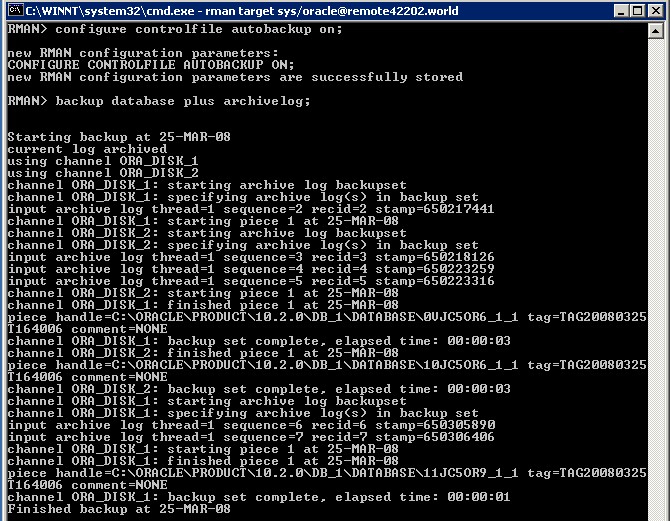 C:\WINNT\system32\cmd.exe - rman target sys/oracle@remote42202.world
RMAN> configure controlfile autobackup on;
new RMAN configuration parameters:
CONFIGURE CONTROLFILE AUTOBACKUP ON;
new RMAN configuration parameters are successfully stored
RMAN> backup database plus archivelog;
Starting backup at 25-MAR-08
current log archived
using channel ORA_DISK_1
using channel ORA_DISK_2
channel ORA_DISK_1: starting archive log backupset
channel ORA_DISK_1: specifying archive log(s) in backup set
input archive log thread=1 sequence=2 recid=2 stamp=650217441
channel ORA_DISK_1: starting piece 1 at 25-MAR-08
channel ORA_DISK_2: starting archive log backupset
channel ORA_DISK_2: specifying archive log(s) in backup set
input archive log thread=1 sequence=3 recid=3 stamp=650218126
input archive log thread=1 sequence=4 recid=4 stamp=650223259
input archive log thread=1 sequence=5 recid=5 stamp=650223316
channel ORA_DISK_2: starting piece 1 at 25-MAR-08
channel ORA_DISK_1: finished piece 1 at 25-MAR-08
piece handle=C:\ORACLE\PRODUCT\10.2.0\DB_1\DATABASE\0UJC5OR6_1_1 tag=TAG20080325
T164006 comment=NONE
channel ORA_DISK_1: backup set complete, elapsed time: 00:00:03
channel ORA_DISK_2: finished piece 1 at 25-MAR-08
piece handle=C:\ORACLE\PRODUCT\10.2.0\DB_1\DATABASE\10JC5OR6_1_1 tag=TAG20080325
T164006 comment=NONE
channel ORA_DISK_2: backup set complete, elapsed time: 00:00:03
channel ORA_DISK_1: starting archive log backupset
channel ORA_DISK_1: specifying archive log(s) in backup set
input archive log thread=1 sequence=6 recid=6 stamp=650305890
input archive log thread=1 sequence=7 recid=7 stamp=650306406
channel ORA_DISK_1: starting piece 1 at 25-MAR-08
channel ORA_DISK_1: finished piece 1 at 25-MAR-08
piece handle=C:\ORACLE\PRODUCT\10.2.0\DB_1\DATABASE\11JC5OR9_1_1 tag=TAG20080325
T164006 comment=NONE
channel ORA_DISK_1: backup set complete, elapsed time: 00:00:01
Finished backup at 25-MAR-08